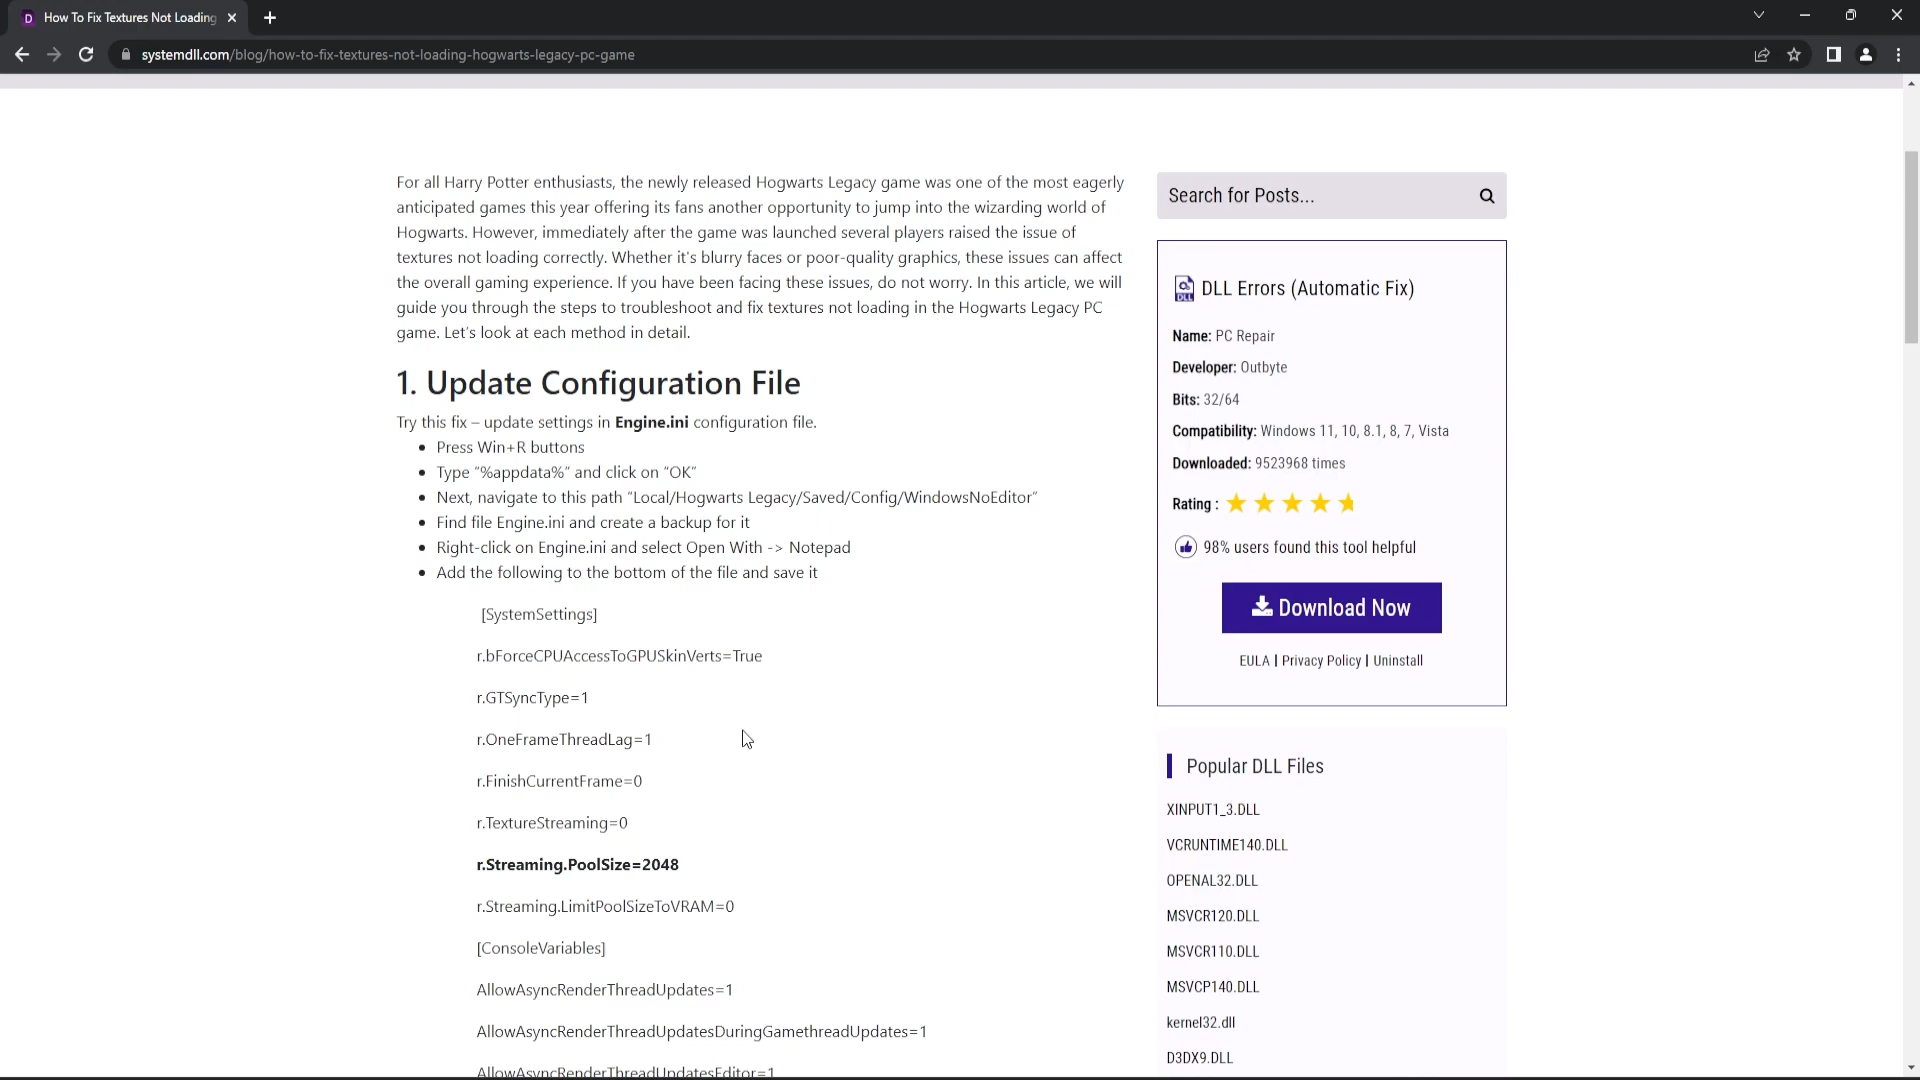 How To Fix Textures Not Loading
systemdll.com/blog/how-to-fix-textures-not-loading-hogwarts-legacy-pc-game
For all Harry Potter enthusiasts, the newly released Hogwarts Legacy game was one of the most eagerly
anticipated games this year offering its fans another opportunity to jump into the wizarding world of
Hogwarts. However, immediately after the game was launched several players raised the issue of
textures not loading correctly. Whether it's blurry faces or poor-quality graphics, these issues can affect
the overall gaming experience. If you have been facing these issues, do not worry. In this article, we will
guide you through the steps to troubleshoot and fix textures not loading in the Hogwarts Legacy PC
game. Let's look at each method in detail.
1. Update Configuration File
Try this fix – update settings in Engine.ini configuration file.
• Press Win+R buttons
• Type "%appdata%" and click on "OK"
• Next, navigate to this path "Local/Hogwarts Legacy/Saved/Config/WindowsNoEditor"
• Find file Engine.ini and create a backup for it
• Right-click on Engine.ini and select Open With -> Notepad
• Add the following to the bottom of the file and save it
[SystemSettings]
r.bForceCPUAccessToGPUSkinVerts=True
r.GTSyncType=1
r.OneFrameThreadLag=1
r.FinishCurrentFrame=0
r.TextureStreaming=0
r.Streaming.PoolSize=2048
r.Streaming.LimitPoolSizeToVRAM=0
[ConsoleVariables]
AllowAsyncRenderThreadUpdates=1
AllowAsyncRenderThreadUpdatesDuringGamethreadUpdates=1
AllowAsyncRenderThreadUpdatesEditor=1
Search for Posts...
DLL Errors (Automatic Fix)
Name: PC Repair
Developer: Outbyte
Bits: 32/64
Compatibility: Windows 11, 10, 8.1, 8, 7, Vista
Downloaded: 9523968 times
Rating :
98% users found this tool helpful
Download Now
EULA | Privacy Policy | Uninstall
Popular DLL Files
XINPUT1_3.DLL
VCRUNTIME140.DLL
OPENAL32.DLL
MSVCR120.DLL
MSVCR110.DLL
MSVCP140.DLL
kernel32.dll
D3DX9.DLL